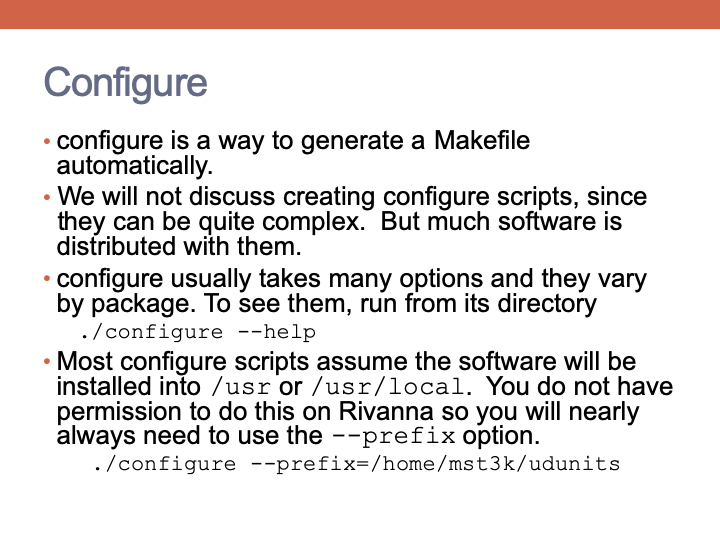 Configure
• configure is a way to generate a Makefile
automatically.
• We will not discuss creating configure scripts, since
they can be quite complex.  But much software is
distributed with them.
• configure usually takes many options and they vary
by package. To see them, run from its directory
./configure --help
• Most configure scripts assume the software will be
installed into /usr or /usr/local.  You do not have
permission to do this on Rivanna so you will nearly
always need to use the --prefix option.
./configure --prefix=/home/mst3k/udunits